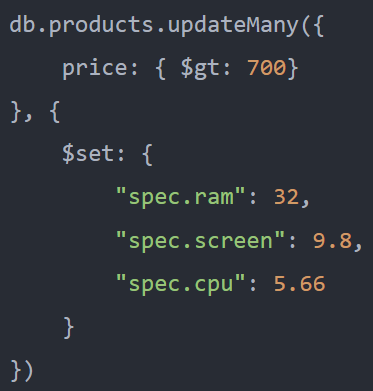 db.products.updateMany({
    price: { $gt: 700}
}, {
    $set: {
        "spec.ram": 32,
        "spec.screen": 9.8,
        "spec.cpu": 5.66
    }
})